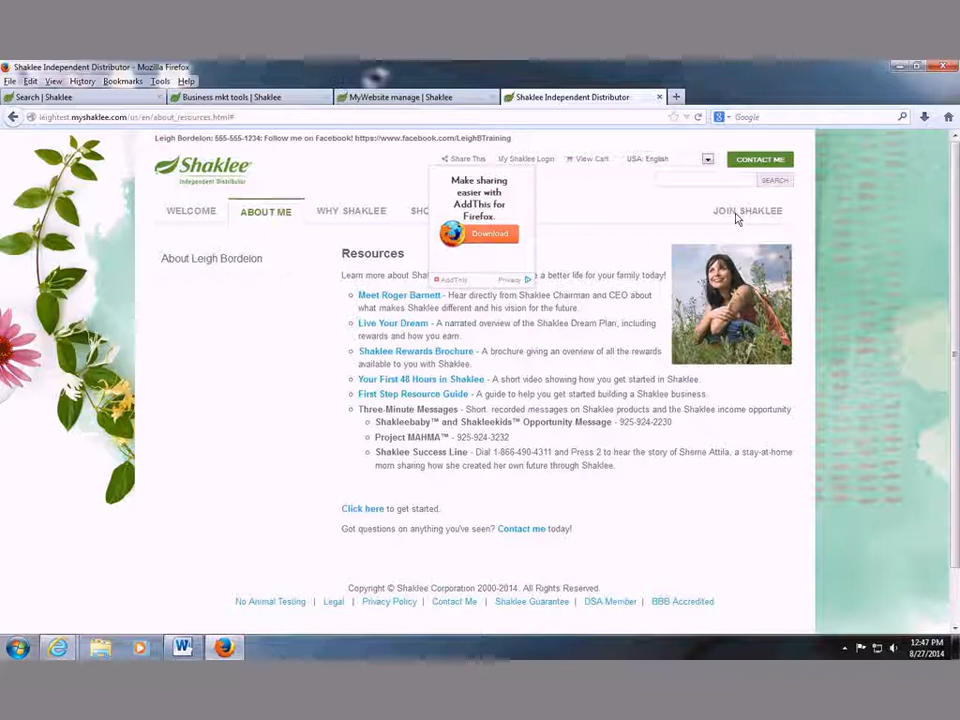 Shaklee Independent Distributor - Mozilla Firefox
File Edit View History Bookmarks Tools Help
Search | Shaklee
Business mkt tools | Shaklee
MyWebsite manage | Shaklee
Shaklee Independent Distributor
leightest.myshaklee.com/us/en/about_resources.html#
Google
Leigh Bordelon: 555-555-1234: Follow me on Facebook! https://www.facebook.com/LeighBTraining
Shaklee
Independent Distributor
Share This
My Shaklee Login
View Cart
USA: English
CONTACT ME
SEARCH
Make sharing
easier with
AddThis for
Firefox.
Download
AddThis
Privacy
WELCOME
ABOUT ME
WHY SHAKLEE
SHO
JOIN SHAKLEE
About Leigh Bordelon
Resources
Learn more about Sha
e a better life for your family today!
Meet Roger Barnett - Hear directly from Shaklee Chairman and CEO about
what makes Shaklee different and his vision for the future.
Live Your Dream - A narrated overview of the Shaklee Dream Plan, including
rewards and how you earn.
Shaklee Rewards Brochure - A brochure giving an overview of all the rewards
available to you with Shaklee.
Your First 48 Hours in Shaklee - A short video showing how you get started in Shaklee.
First Step Resource Guide - A guide to help you get started building a Shaklee business.
Three-Minute Messages - Short, recorded messages on Shaklee products and the Shaklee income opportunity
Shakleebaby™ and Shakleekids™ Opportunity Message - 925-924-2230
Project MAHMA™ - 925-924-3232
Shaklee Success Line - Dial 1-866-490-4311 and Press 2 to hear the story of Sherrie Attila, a stay-at-home
mom sharing how she created her own future through Shaklee.
Click here to get started.
Got questions on anything you've seen? Contact me today!
Copyright © Shaklee Corporation 2000-2014. All Rights Reserved.
No Animal Testing | Legal | Privacy Policy | Contact Me | Shaklee Guarantee | DSA Member | BBB Accredited
12:47 PM
8/27/2014